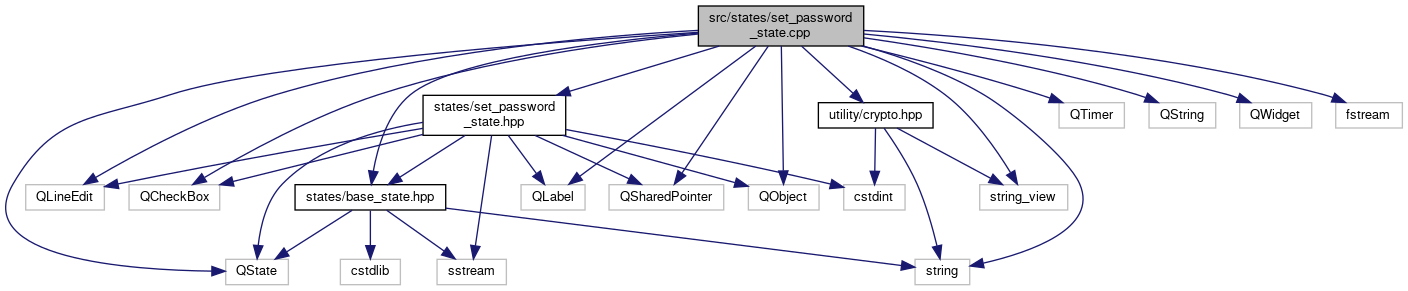 src/states/set_password
_state.cpp
states/set_password
_state.hpp
utility/crypto.hpp
QTimer
QString
QWidget
fstream
QLineEdit
QCheckBox
states/base_state.hpp
QLabel
QSharedPointer
QObject
cstdint
string_view
QState
cstdlib
sstream
string